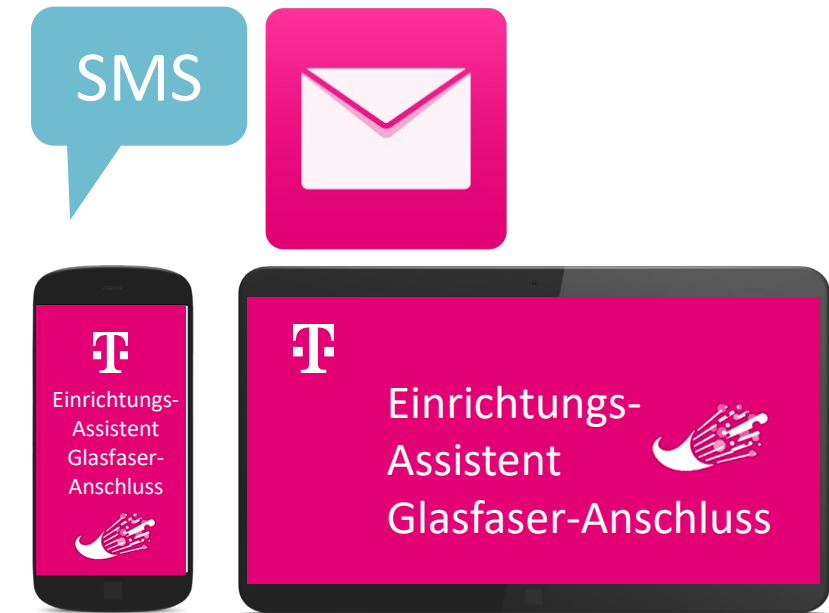 SMS
T
Einrichtungs-
Assistent
Glasfaser-
Anschluss
T
Einrichtungs-
Assistent
Glasfaser-Anschluss